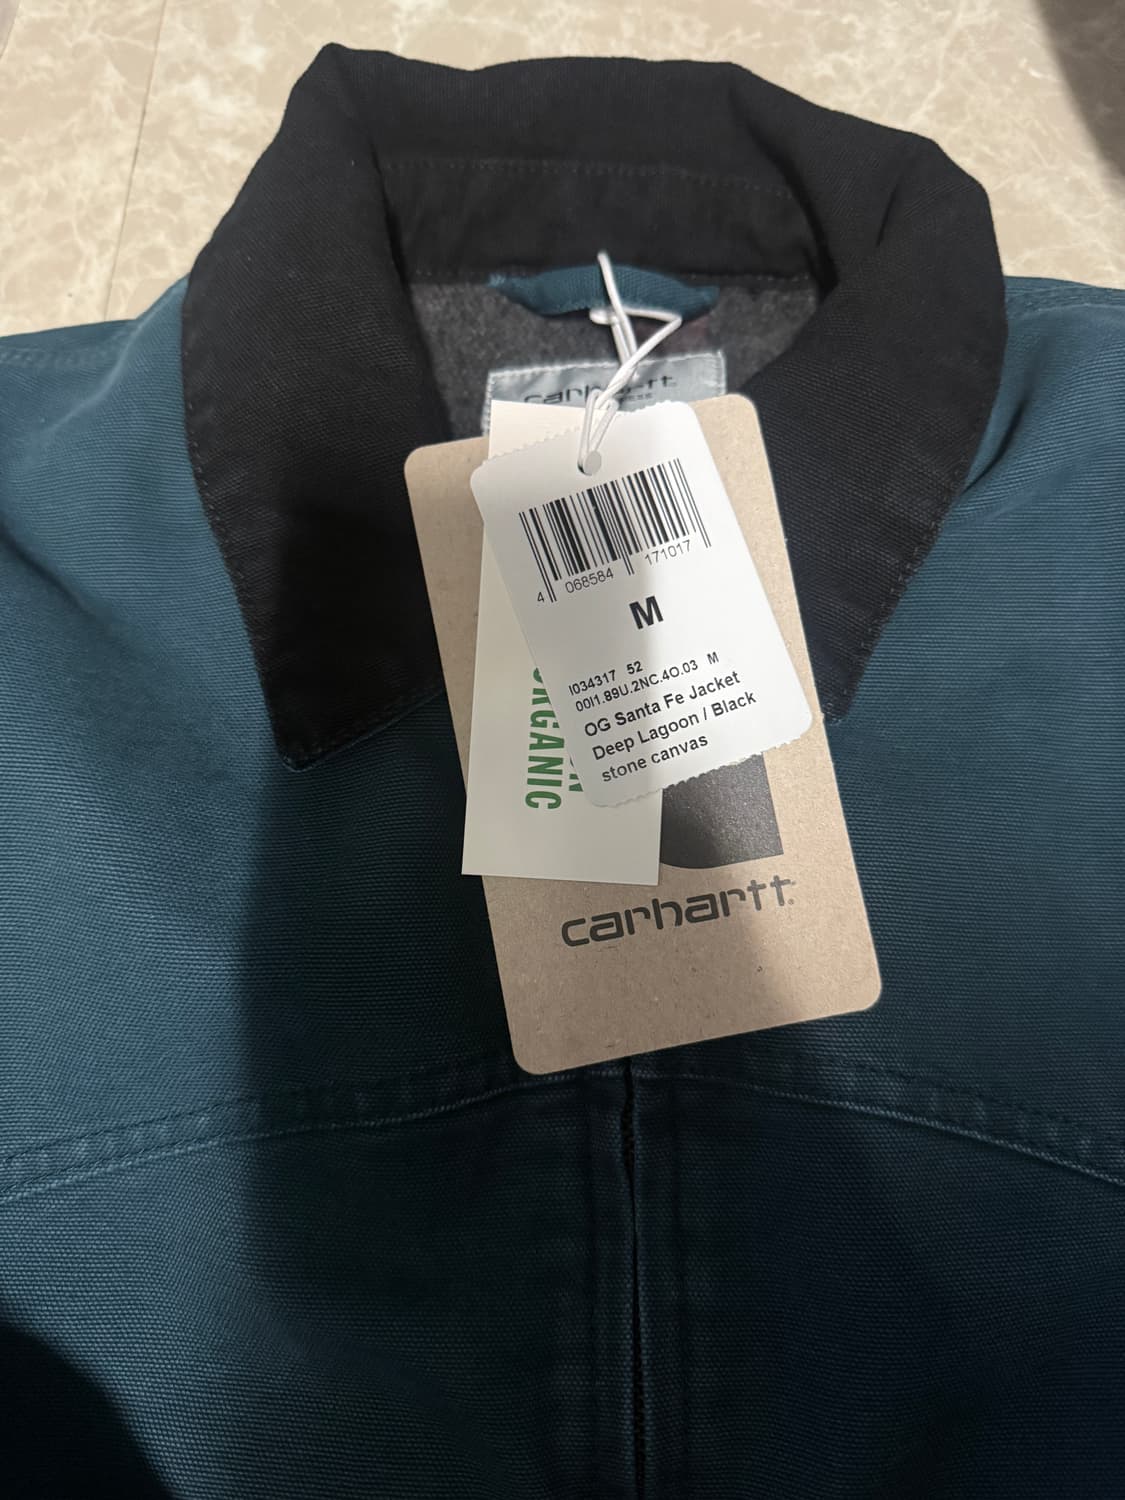 carhartt
4 068584 171017
M
I034317 52
00I1.89U.2NC.4O.03 M
OG Santa Fe Jacket
Deep Lagoon / Black
stone canvas
ORGANIC
carhartt